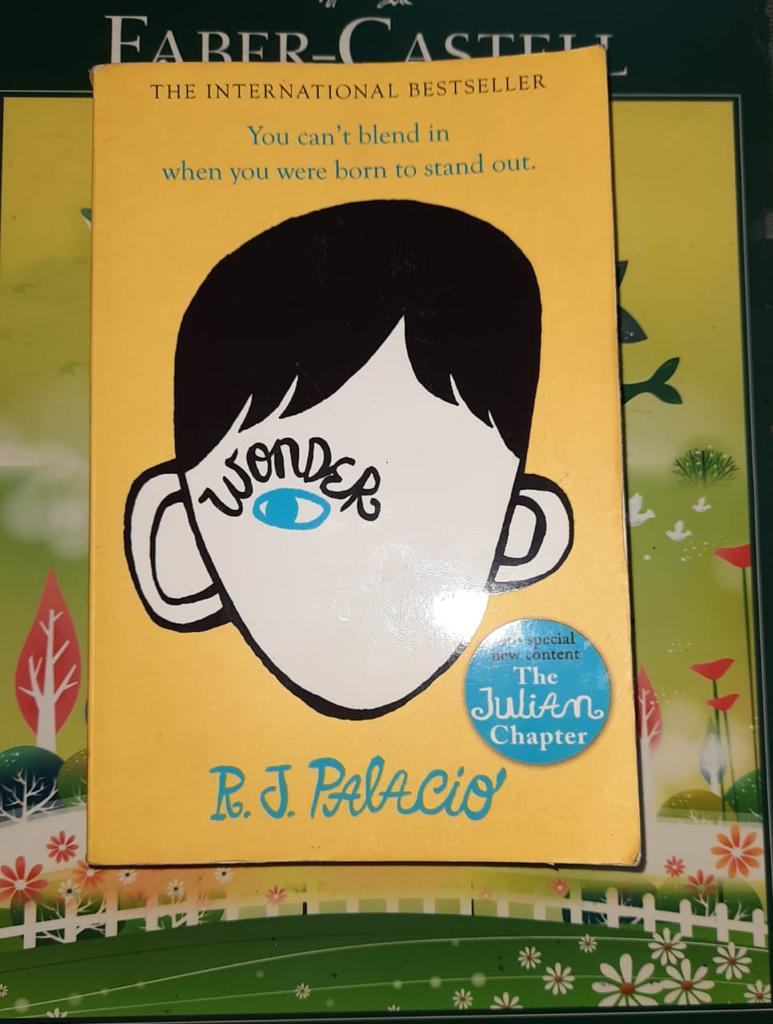 FABER-CASTELL
THE INTERNATIONAL BESTSELLER
You can't blend in
when you were born to stand out.
WONDER
special
new content
The
Julian
Chapter
R. J. PALACIO